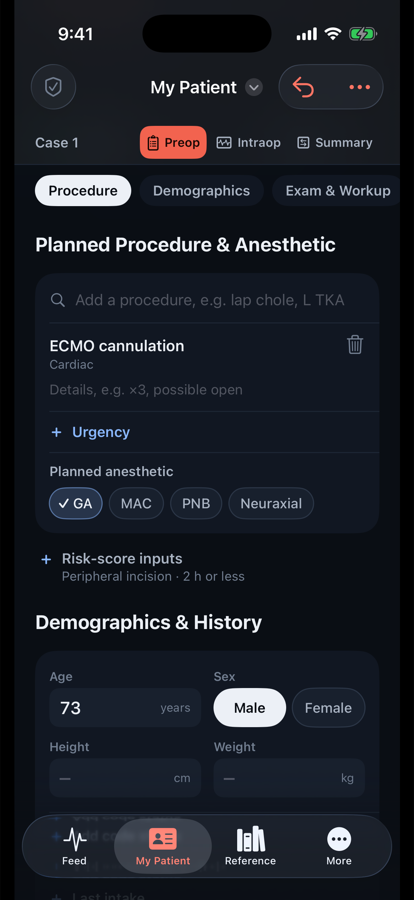 9:41
My Patient
Case 1
Preop
Intraop
Summary
Procedure
Demographics
Exam & Workup
Planned Procedure & Anesthetic
Add a procedure, e.g. lap chole, L TKA
ECMO cannulation
Cardiac
Details, e.g. ×3, possible open
+ Urgency
Planned anesthetic
✓ GA
MAC
PNB
Neuraxial
+ Risk-score inputs
Peripheral incision · 2 h or less
Demographics & History
Age
Sex
73 years
Male
Female
Height
Weight
— cm
— kg
Feed
My Patient
Reference
More
+ Last intake